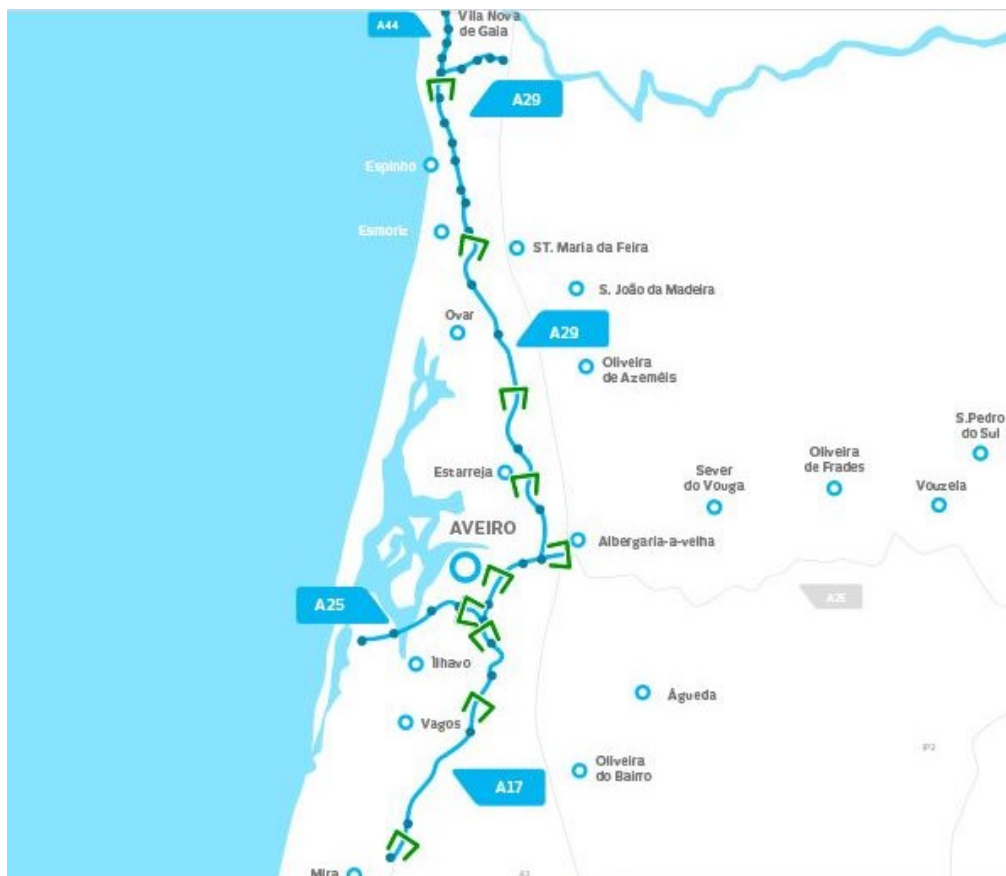 A44
Vila Nova
de Gaia
A29
Espinho
Esmoriz
ST. Maria da Feira
S. João da Madeira
Ovar
A29
Oliveira
de Azeméis
S.Pedro
do Sul
Oliveira
de Frades
Sever
do Vouga
Vouzela
Estarreja
AVEIRO
Albergaria-a-velha
A25
A25
Ílhavo
Águeda
Vagos
IP2
Oliveira
do Bairro
A17
Mira